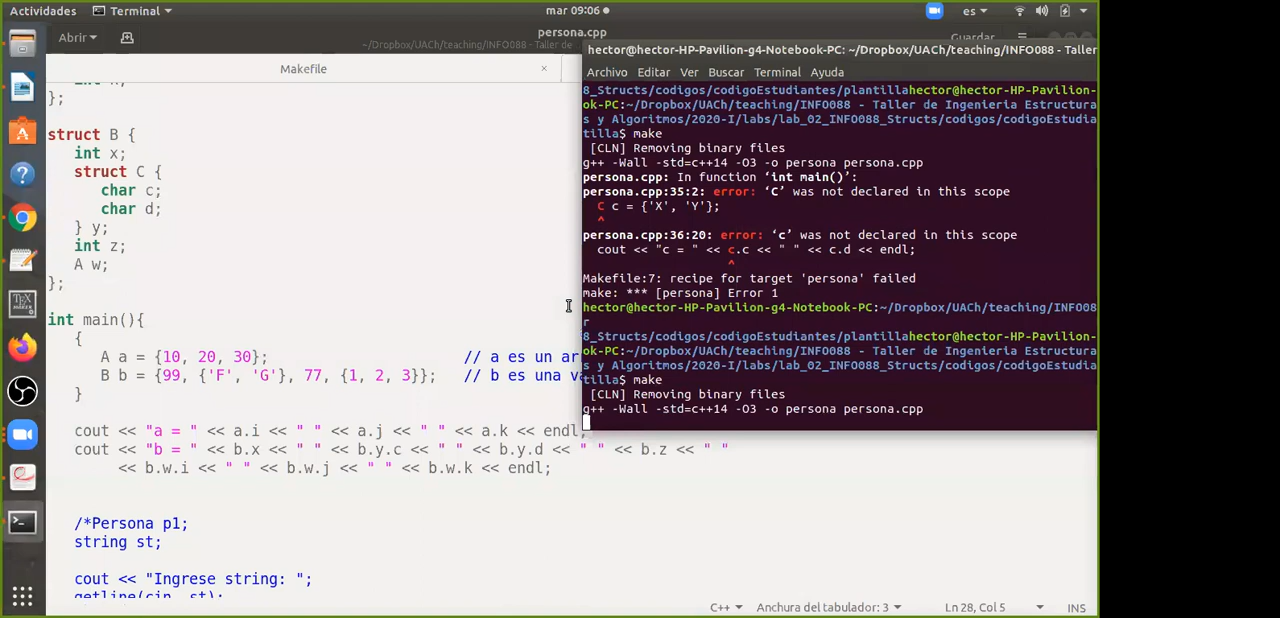 Actividades
Terminal
mar 09:06
es
Abrir
persona.cpp
~/Dropbox/UACh/teaching/INFO088 - Taller de
Guardar
Makefile
};
struct B {
int x;
struct C {
char c;
char d;
} y;
int z;
A w;
};
int main(){
{
A a = {10, 20, 30}; // a es un ar
B b = {99, {'F', 'G'}, 77, {1, 2, 3}}; // b es una va
}
cout << "a = " << a.i << " " << a.j << " " << a.k << endl;
cout << "b = " << b.x << " " << b.y.c << " " << b.y.d << " " << b.z << " "
<< b.w.i << " " << b.w.j << " " << b.w.k << endl;
/*Persona p1;
string st;
cout << "Ingrese string: ";
getline(cin, st);
C++
Anchura del tabulador: 3
Ln 28, Col 5
INS
hector@hector-HP-Pavilion-g4-Notebook-PC: ~/Dropbox/UACh/teaching/INFO088 - Taller
Archivo Editar Ver Buscar Terminal Ayuda
8_Structs/codigos/codigoEstudiantes/plantillahector@hector-HP-Pavilion-
ok-PC:~/Dropbox/UACh/teaching/INFO088 - Taller de Ingenieria Estructura
s y Algoritmos/2020-I/labs/lab_02_INFO088_Structs/codigos/codigoEstudia
tilla$ make
[CLN] Removing binary files
g++ -Wall -std=c++14 -O3 -o persona persona.cpp
persona.cpp: In function ‘int main()’:
persona.cpp:35:2: error: ‘C’ was not declared in this scope
C c = {'X', 'Y'};
^
persona.cpp:36:20: error: ‘c’ was not declared in this scope
cout << "c = " << c.c << " " << c.d << endl;
^
Makefile:7: recipe for target 'persona' failed
make: *** [persona] Error 1
hector@hector-HP-Pavilion-g4-Notebook-PC:~/Dropbox/UACh/teaching/INFO08
r
8_Structs/codigos/codigoEstudiantes/plantillahector@hector-HP-Pavilion-
ok-PC:~/Dropbox/UACh/teaching/INFO088 - Taller de Ingenieria Estructura
s y Algoritmos/2020-I/labs/lab_02_INFO088_Structs/codigos/codigoEstudia
tilla$ make
[CLN] Removing binary files
g++ -Wall -std=c++14 -O3 -o persona persona.cpp